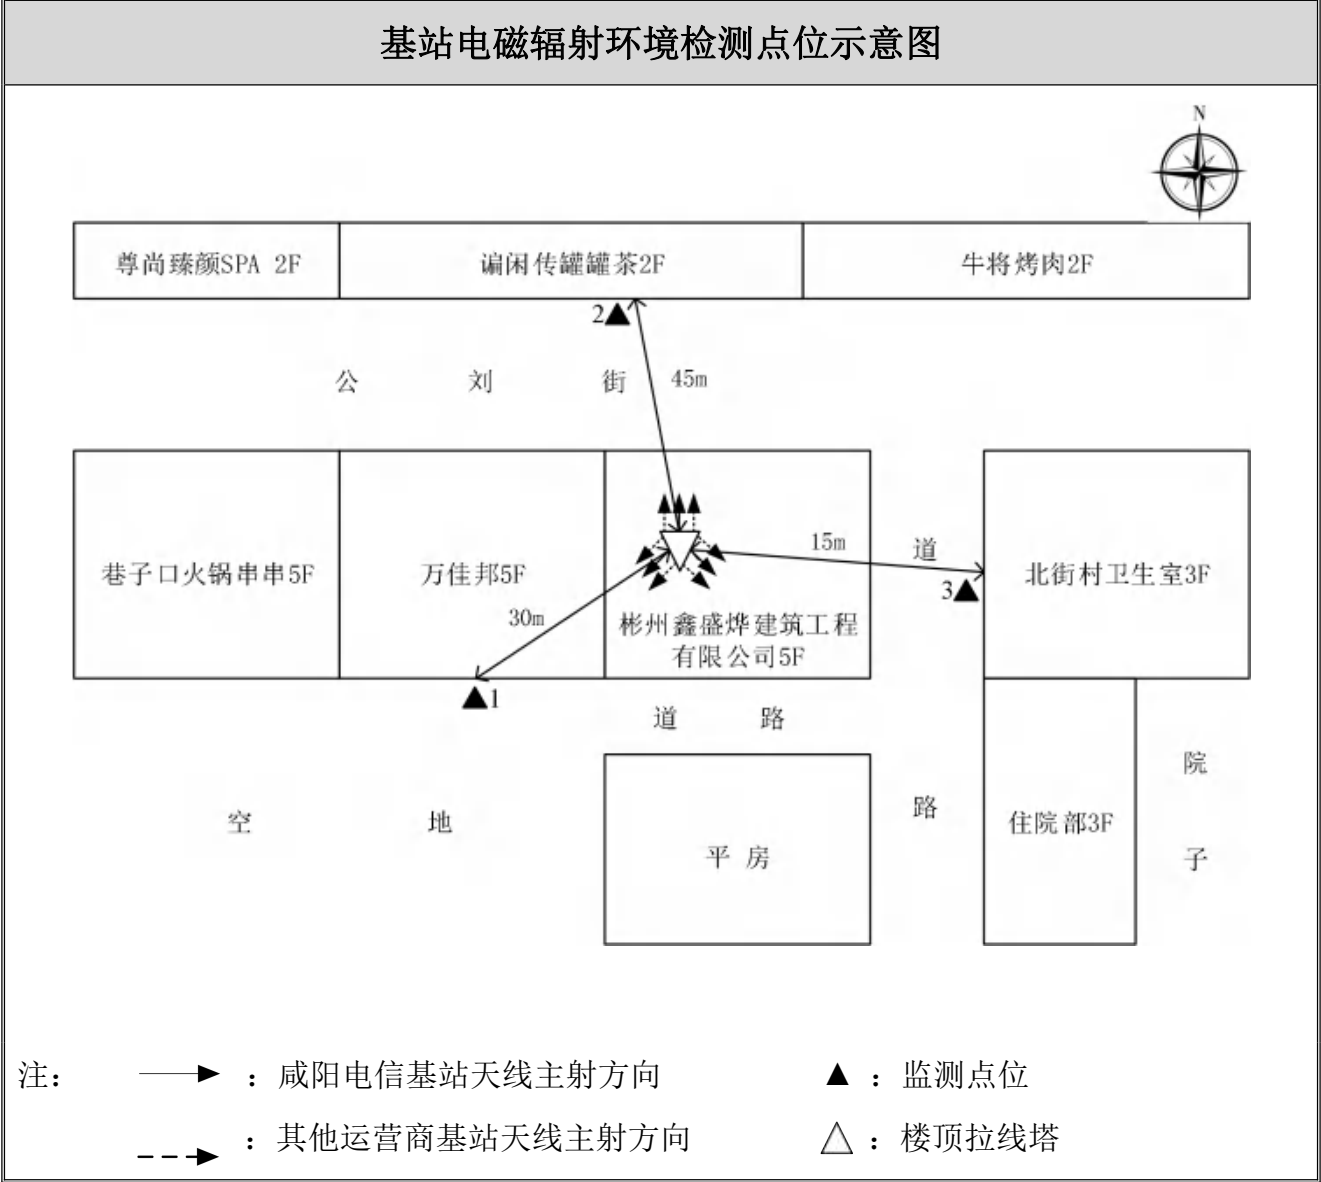 基站电磁辐射环境检测点位示意图
N
尊尚臻颜SPA 2F
谝闲传罐罐茶2F
牛将烤肉2F
2
公 刘 街
45m
巷子口火锅串串5F
万佳邦5F
30m
15m
道
3
北街村卫生室3F
彬州鑫盛烨建筑工程
有限公司5F
1
道 路
空 地
平 房
路
住院部3F
院
子
注：
：咸阳电信基站天线主射方向
：监测点位
：其他运营商基站天线主射方向
：楼顶拉线塔